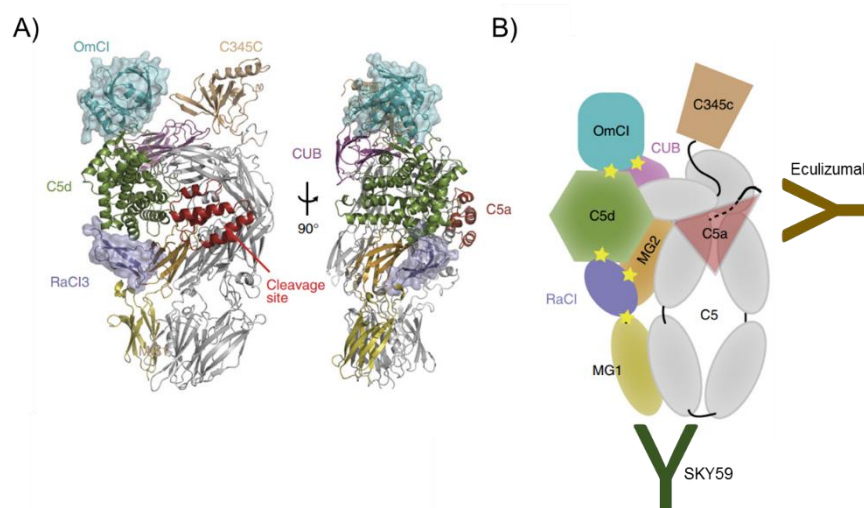 A)
OmCI
C345C
CUB
C5d
C5a
90°
RaCI3
Cleavage
site
B)
C345c
OmCI
CUB
Eculizumal
C5d
C5a
MG2
RaCI
C5
MG1
SKY59